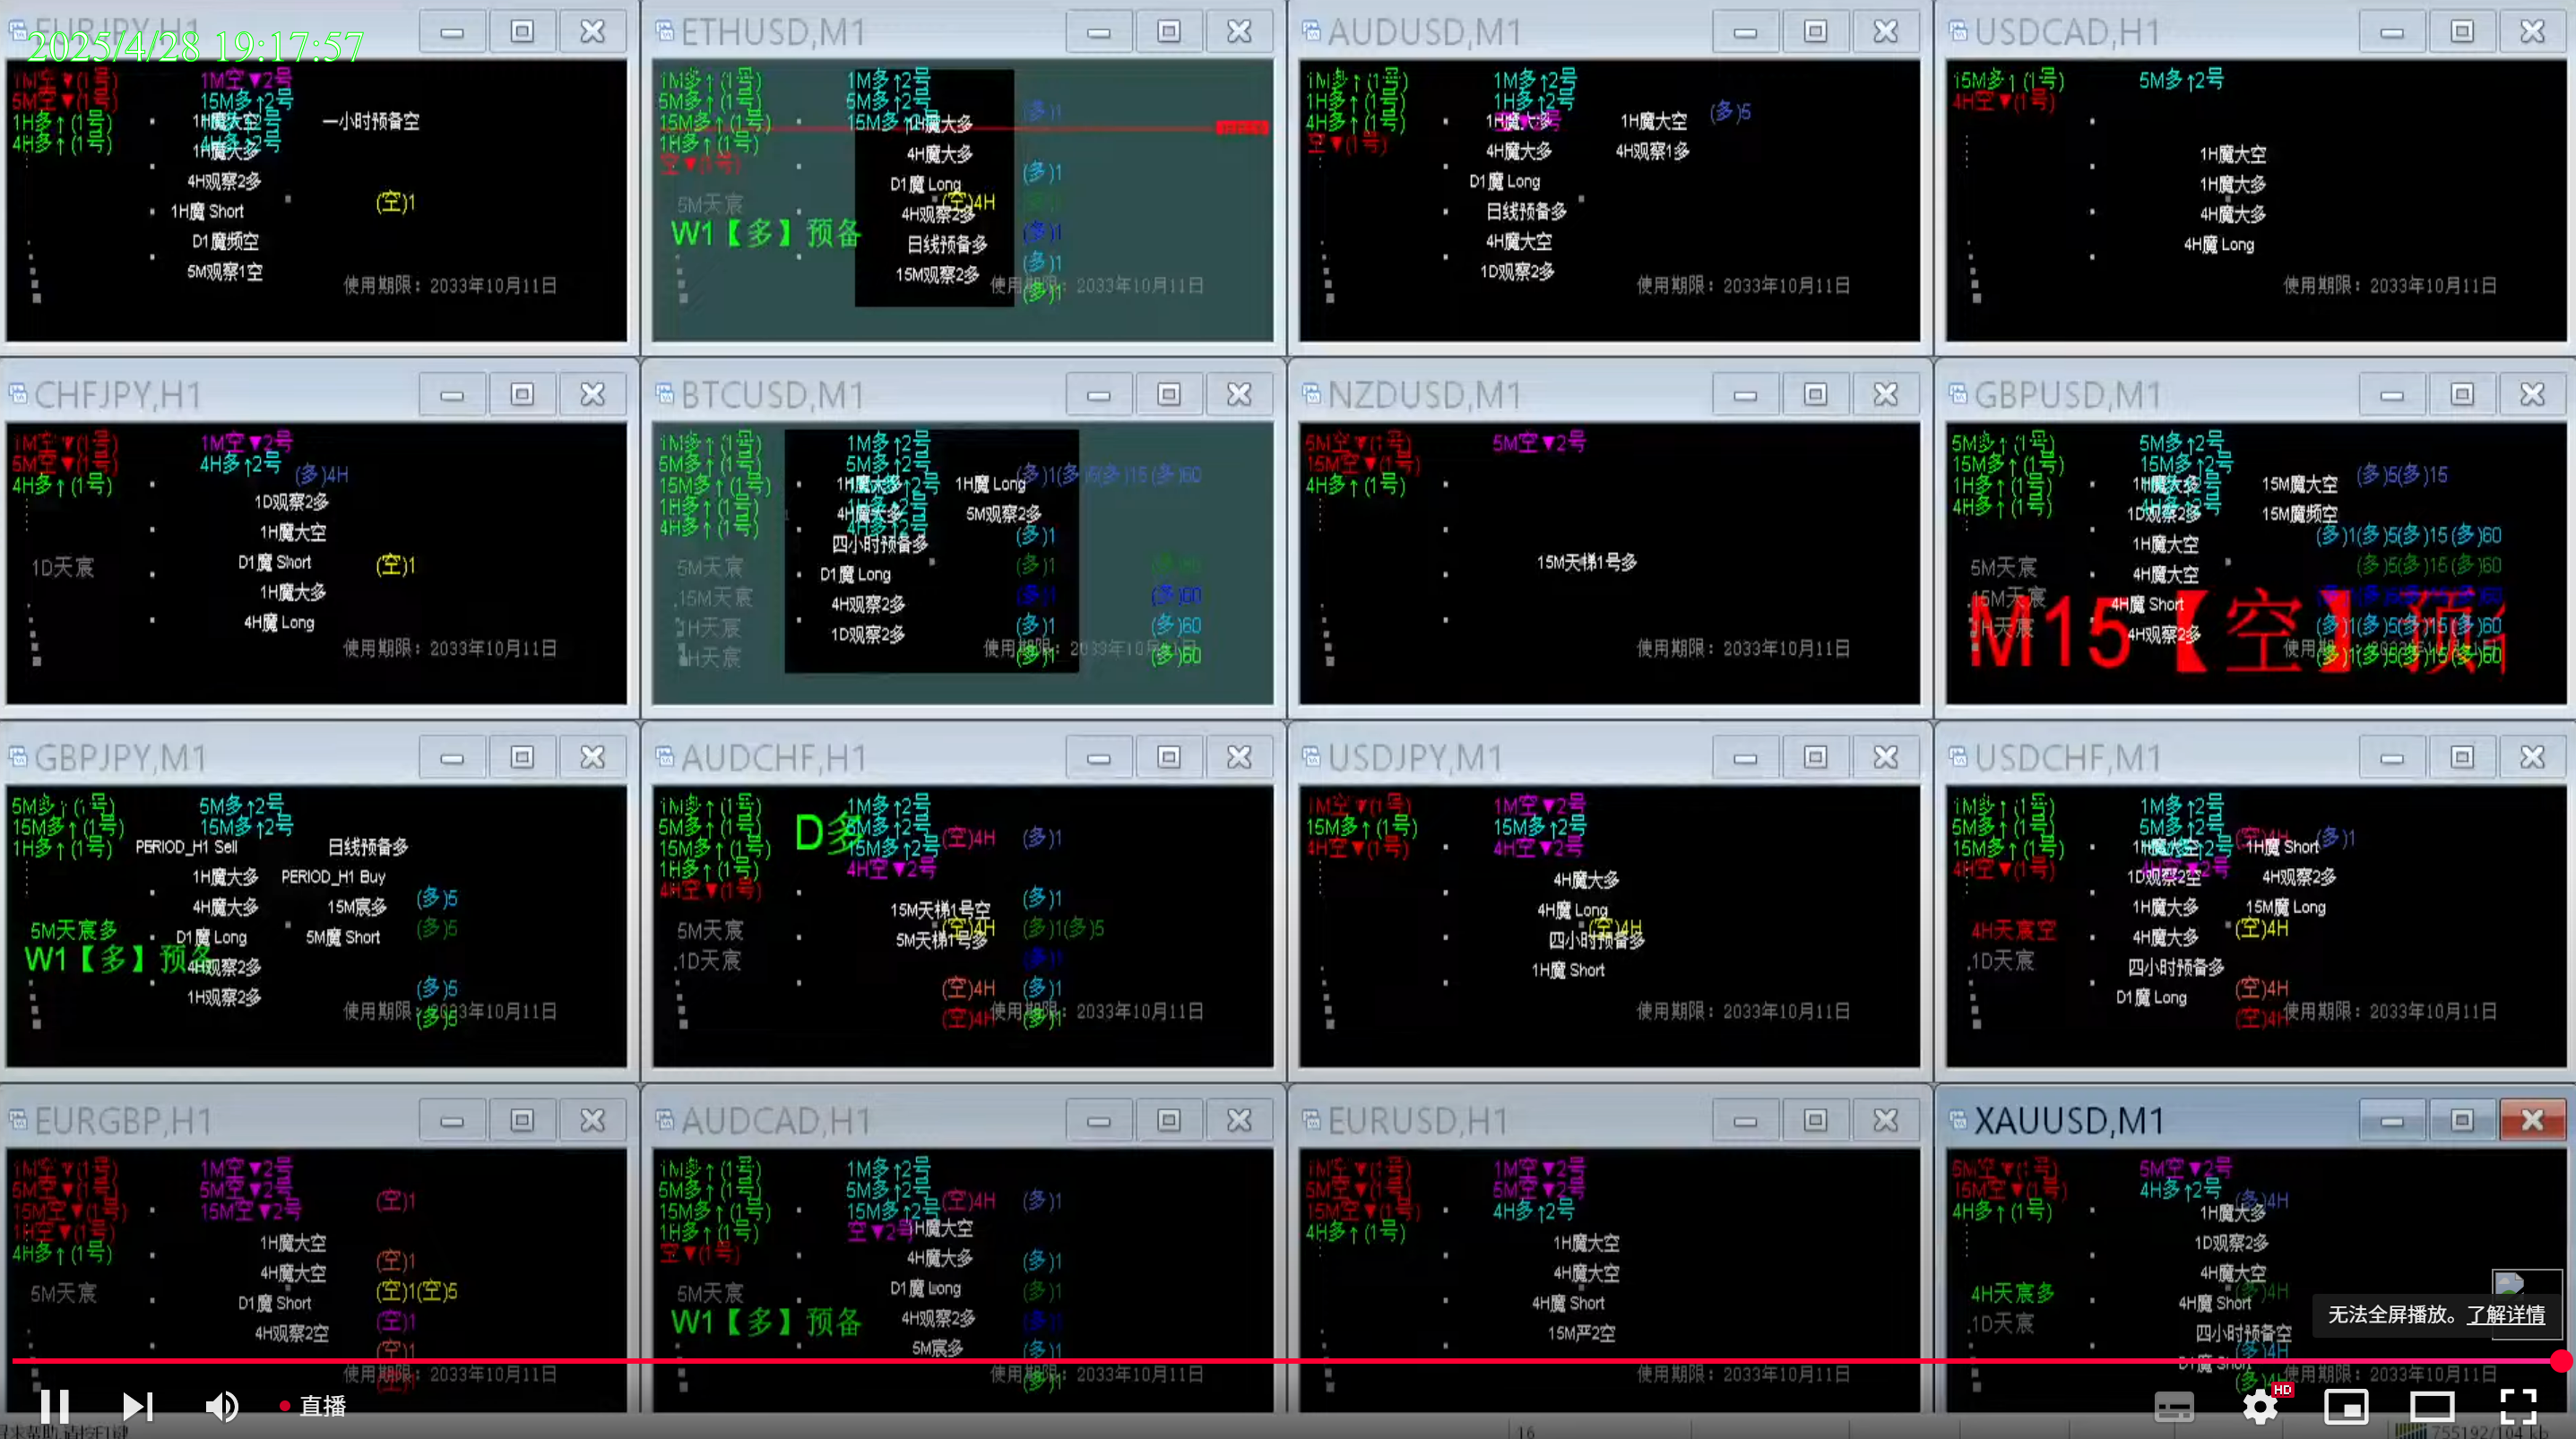 EURJPY,H1
2025/4/28 19:17:57
1M空▼(1号) 1M空▼2号
5M空▼(1号) 15M多↑2号
1H多↑(1号) 1H魔大空 一小时预备空
4H多↑(1号) 4H多↑2号
1H魔大多
4H观察2多
1H魔 Short (空)1
D1魔频空
5M观察1空
使用期限：2033年10月11日
ETHUSD,M1
1M多↑(1号) 1M多↑2号
5M多↑(1号) 5M多↑2号 (多)1
15M多↑(1号) 15M多↑2号 1H魔大多
1H多↑(1号)
空▼(1号) 4H魔大多
D1魔 Long (多)1
5M天宸 (空)4H
4H观察2多
W1【多】预备 (多)1
日线预备多
15M观察2多 (多)1
使用期限：2033年10月11日
(多)1
AUDUSD,M1
1M多↑(1号) 1M多↑2号
1H多↑(1号) 1H多↑2号
4H多↑(1号) 1H魔大多 1H魔大空 (多)5
空▼(1号) 4H魔大多 4H观察1多
D1魔 Long
日线预备多
4H魔大空
1D观察2多
使用期限：2033年10月11日
USDCAD,H1
15M多↑(1号) 5M多↑2号
4H空▼(1号)
1H魔大空
1H魔大多
4H魔大多
4H魔 Long
使用期限：2033年10月11日
CHFJPY,H1
1M空▼(1号) 1M空▼2号
5M空▼(1号) 4H多↑2号 (多)4H
4H多↑(1号)
1D观察2多
1H魔大空
1D天宸 D1魔 Short (空)1
1H魔大多
4H魔 Long
使用期限：2033年10月11日
BTCUSD,M1
1M多↑(1号) 1M多↑2号
5M多↑(1号) 5M多↑2号
15M多↑(1号) 1H魔大多 1H魔 Long (多)1(多)5(多)15(多)60
1H多↑(1号) 4H魔大多 5M观察2多
4H多↑(1号) 4H多↑2号
四小时预备多 (多)1
5M天宸 D1魔 Long (多)1
15M天宸 4H观察2多 (多)60
1H天宸 1D观察2多 (多)1 (多)60
H天宸 (多)1 (多)60
NZDUSD,M1
5M空▼(1号) 5M空▼2号
15M空▼(1号)
4H多↑(1号)
15M天梯1号多
使用期限：2033年10月11日
GBPUSD,M1
5M多↑(1号) 5M多↑2号
15M多↑(1号) 15M多↑2号
1H多↑(1号) 1H魔大多 15M魔大空 (多)5(多)15
4H多↑(1号) 1D观察2多 15M魔频空
1H魔大空 (多)1(多)5(多)15(多)60
5M天宸 4H魔大空 (多)5(多)15(多)60
15M天宸 4H魔 Short
1H天宸 4H观察2多 (多)1(多)5(多)15(多)60
M15【空】预
(多)1(多)5(多)15(多)60
GBPJPY,M1
5M多↑(1号) 5M多↑2号
15M多↑(1号) 15M多↑2号
1H多↑(1号) PERIOD_H1 Sell 日线预备多
1H魔大多 PERIOD_H1 Buy
4H魔大多 15M宸多 (多)5
5M天宸多 D1魔 Long 5M魔 Short (多)5
W1【多】预备 4H观察2多
1H观察2多 (多)5
使用期限：2033年10月11日
(多)5
AUDCHF,H1
1M多↑(1号) 1M多↑2号
5M多↑(1号) D多 5M多↑2号 (空)4H (多)1
15M多↑(1号) 15M多↑2号
1H多↑(1号) 4H空▼2号
4H空▼(1号)
15M天梯1号空 (多)1
5M天宸 (空)4H (多)1(多)5
5M天梯1号多
1D天宸 (多)1
(空)4H (多)1
使用期限：2033年10月11日
(空)4H (多)1
USDJPY,M1
1M空▼(1号) 1M空▼2号
15M多↑(1号) 15M多↑2号
4H空▼(1号) 4H空▼2号
4H魔大多
4H魔 Long
(空)4H
四小时预备多
1H魔 Short
使用期限：2033年10月11日
USDCHF,M1
1M多↑(1号) 1M多↑2号
5M多↑(1号) 5M多↑2号 (空)4H (多)1
15M多↑(1号) 1H魔大空 1H魔 Short
4H空▼(1号) 1D观察2空 4H观察2多
1H魔大多 15M魔 Long
4H天宸空 4H魔大多 (空)4H
1D天宸 四小时预备多
D1魔 Long (空)4H
使用期限：2033年10月11日
(空)4H
EURGBP,H1
1M空▼(1号) 1M空▼2号
5M空▼(1号) 5M空▼2号 (空)1
15M空▼(1号) 15M空▼2号
1H空▼(1号) 1H魔大空
4H多↑(1号) (空)1
4H魔大空
5M天宸 D1魔 Short (空)1(空)5
4H观察2空 (空)1
(空)1
使用期限：2033年10月11日
AUDCAD,H1
1M多↑(1号) 1M多↑2号
5M多↑(1号) 5M多↑2号 (空)4H (多)1
15M多↑(1号) 15M多↑2号
1H多↑(1号) 空▼2号 1H魔大空
空▼(1号) 4H魔大多 (多)1
5M天宸 D1魔 Long (多)1
W1【多】预备 4H观察2多
5M宸多 (多)1
使用期限：2033年10月11日
(多)1
EURUSD,H1
1M空▼(1号) 1M空▼2号
5M空▼(1号) 5M空▼2号
15M空▼(1号) 4H多↑2号
4H多↑(1号)
1H魔大空
4H魔大空
4H魔 Short
15M严2空
使用期限：2033年10月11日
XAUUSD,M1
5M空▼(1号) 5M空▼2号
15M空▼(1号) 4H多↑2号 (多)4H
4H多↑(1号) 1H魔大多
1D观察2多
4H魔大空
4H天宸多 4H魔 Short (多)4H
1D天宸 四小时预备空
(多)4H
D1魔 Short
使用期限：2033年10月11日
无法全屏播放。了解详情
直播
HD
16
755192/104 kb